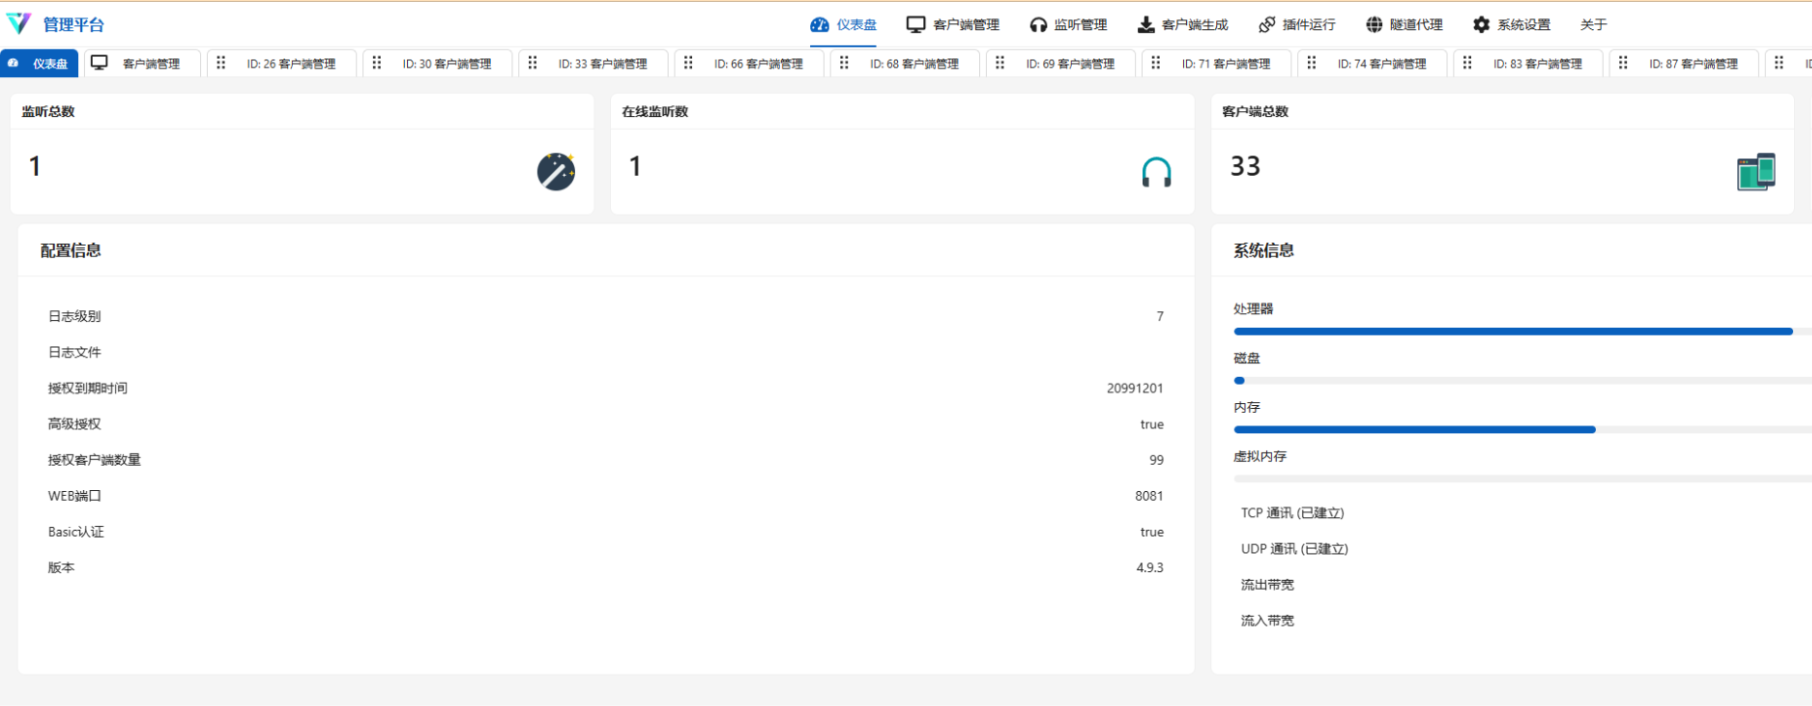 管理平台
仪表盘 客户端管理 监听管理 客户端生成 插件运行 隧道代理 系统设置 关于
仪表盘 客户端管理 ID: 26 客户端管理 ID: 30 客户端管理 ID: 33 客户端管理 ID: 66 客户端管理 ID: 68 客户端管理 ID: 69 客户端管理 ID: 71 客户端管理 ID: 74 客户端管理 ID: 83 客户端管理 ID: 87 客户端管理
监听总数 在线监听数 客户端总数
1 1 33
配置信息
日志级别 7
日志文件
授权到期时间 20991201
高级授权 true
授权客户端数量 99
WEB端口 8081
Basic认证 true
版本 4.9.3
系统信息
处理器
磁盘
内存
虚拟内存
TCP 通讯 (已建立)
UDP 通讯 (已建立)
流出带宽
流入带宽